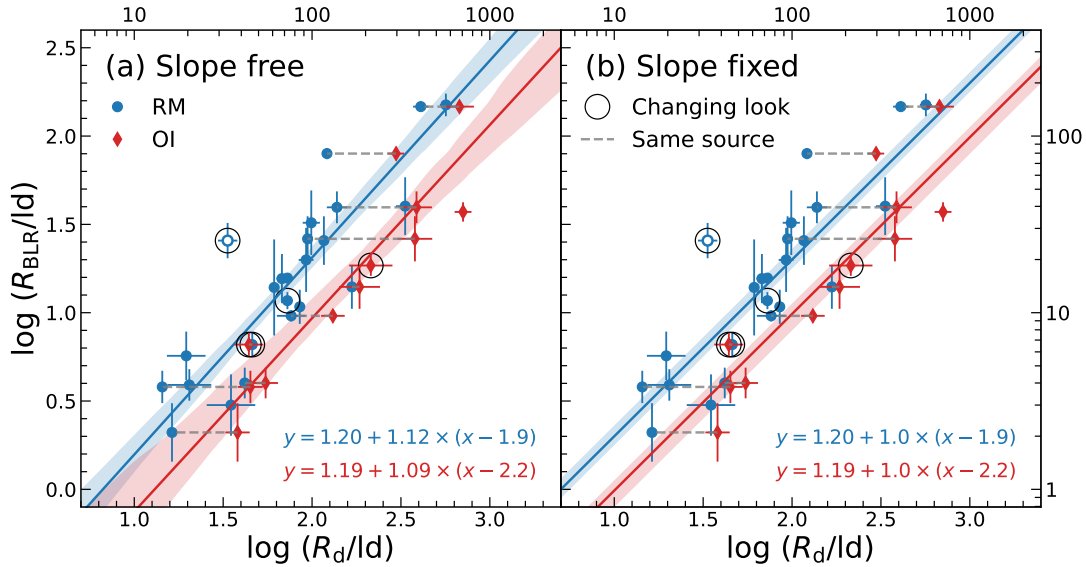 10 100 1000 10 100 1000
(a) Slope free
(b) Slope fixed
RM
OI
Changing look
Same source
2.5
2.0
1.5
1.0
0.5
0.0
log (R_BLR/ld)
100
10
1
log (R_BLR/ld)
y = 1.20 + 1.12 × (x − 1.9)
y = 1.19 + 1.09 × (x − 2.2)
y = 1.20 + 1.0 × (x − 1.9)
y = 1.19 + 1.0 × (x − 2.2)
1.0 1.5 2.0 2.5 3.0 1.0 1.5 2.0 2.5 3.0
log (R_d/ld)
log (R_d/ld)